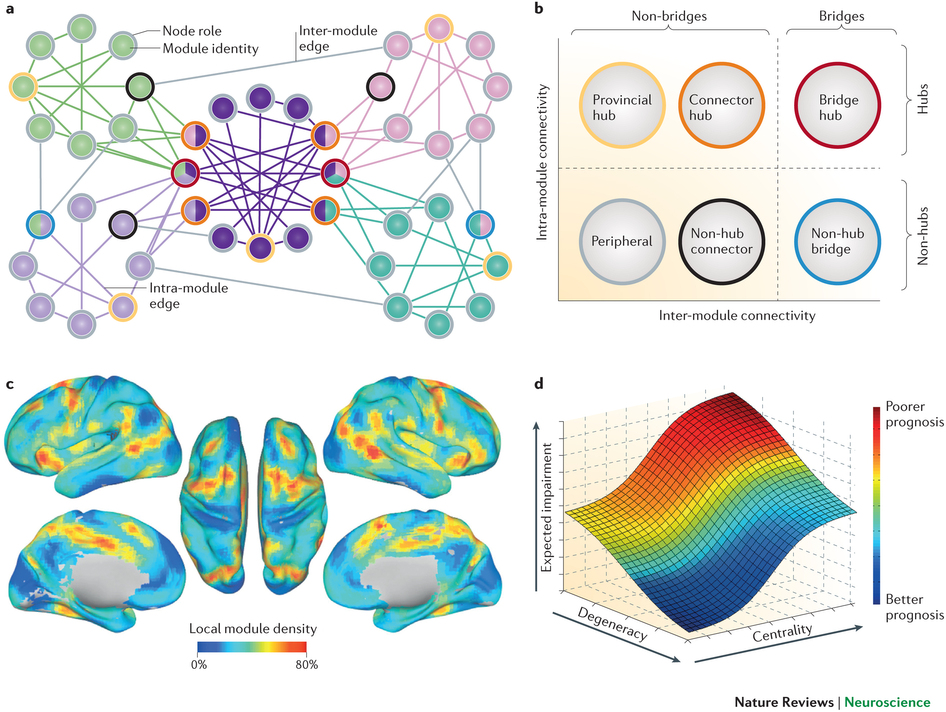 a
Node role
Module identity
Inter-module
edge
Intra-module
edge
b
Non-bridges
Bridges
Intra-module connectivity
Provincial
hub
Connector
hub
Bridge
hub
Hubs
Peripheral
Non-hub
connector
Non-hub
bridge
Non-hubs
Inter-module connectivity
c
Local module density
0%
80%
d
Expected impairment
Degeneracy
Centrality
Poorer
prognosis
Better
prognosis
Nature Reviews | Neuroscience